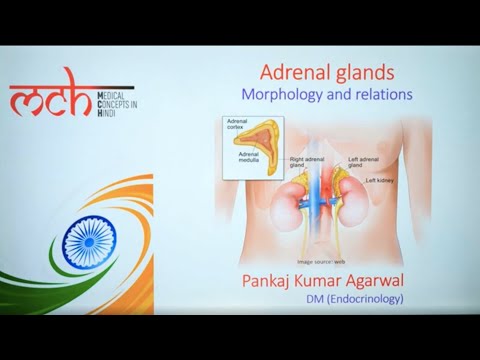 mch
MEDICAL
CONCEPTS IN
HINDI
M C H
Adrenal glands
Morphology and relations
Adrenal
cortex
Adrenal
medulla
Right adrenal
gland
Left adrenal
gland
Left kidney
Image source: web
Pankaj Kumar Agarwal
DM (Endocrinology)